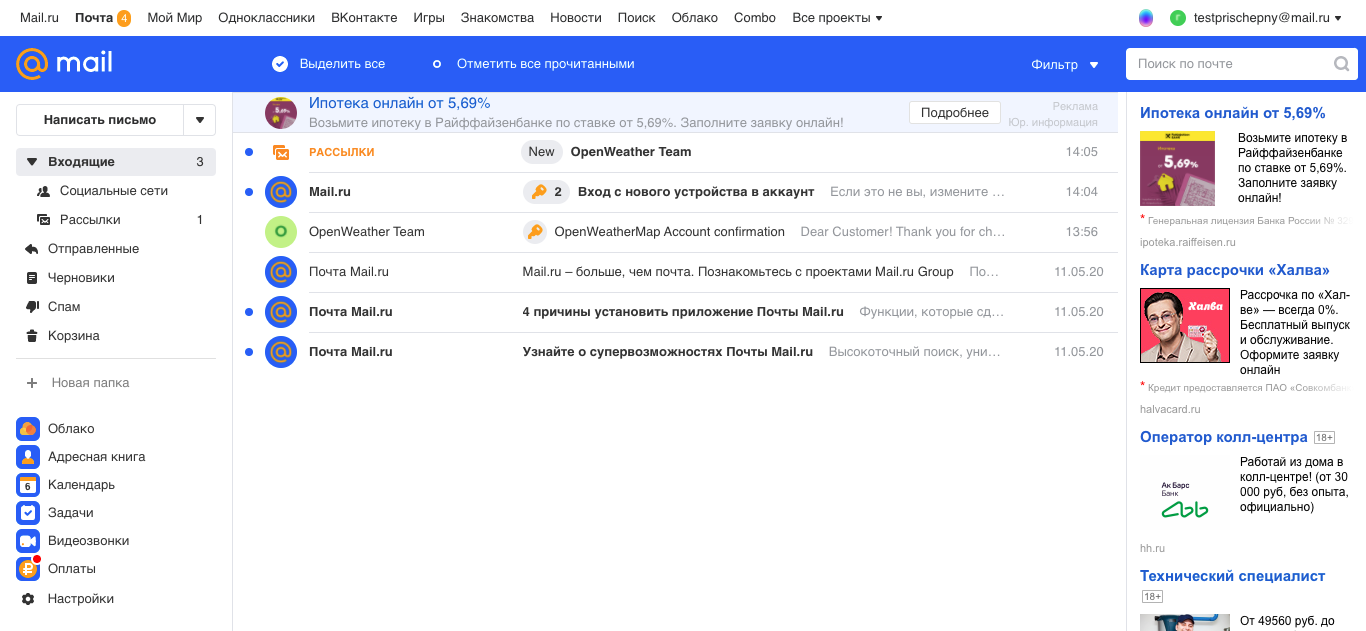 Mail.ru Почта 4 Мой Мир Одноклассники ВКонтакте Игры Знакомства Новости Поиск Облако Combo Все проекты
г testprischepny@mail.ru
@mail
Выделить все
Отметить все прочитанными
Фильтр
Поиск по почте
Написать письмо
Входящие 3
Социальные сети
Рассылки 1
Отправленные
Черновики
Спам
Корзина
+ Новая папка
Облако
Адресная книга
6 Календарь
Задачи
Видеозвонки
₽ Оплаты
Настройки
5,69%
Ипотека онлайн от 5,69%
Возьмите ипотеку в Райффайзенбанке по ставке от 5,69%. Заполните заявку онлайн!
Подробнее
Реклама
Юр. информация
РАССЫЛКИ New OpenWeather Team 14:05
@ Mail.ru 2 Вход с нового устройства в аккаунт Если это не вы, измените … 14:04
O OpenWeather Team OpenWeatherMap Account confirmation Dear Customer! Thank you for ch… 13:56
@ Почта Mail.ru Mail.ru – больше, чем почта. Познакомьтесь с проектами Mail.ru Group По… 11.05.20
@ Почта Mail.ru 4 причины установить приложение Почты Mail.ru Функции, которые сд… 11.05.20
@ Почта Mail.ru Узнайте о супервозможностях Почты Mail.ru Высокоточный поиск, уни… 11.05.20
Ипотека онлайн от 5,69%
Ипотека
от 5,69%
Возьмите ипотеку в
Райффайзенбанке
по ставке от 5,69%.
Заполните заявку
онлайн!
* Генеральная лицензия Банка России №
ipoteka.raiffeisen.ru
Карта рассрочки «Халва»
Халва
Рассрочка по «Хал-
ве» — всегда 0%.
Бесплатный выпуск
и обслуживание.
Оформите заявку
онлайн
* Кредит предоставляется ПАО «Совкомбан
halvacard.ru
Оператор колл-центра 18+
Ак Барс
Банк
Работай из дома в
колл-центре! (от 30
000 руб, без опыта,
официально)
hh.ru
Технический специалист
18+
От 49560 руб. до